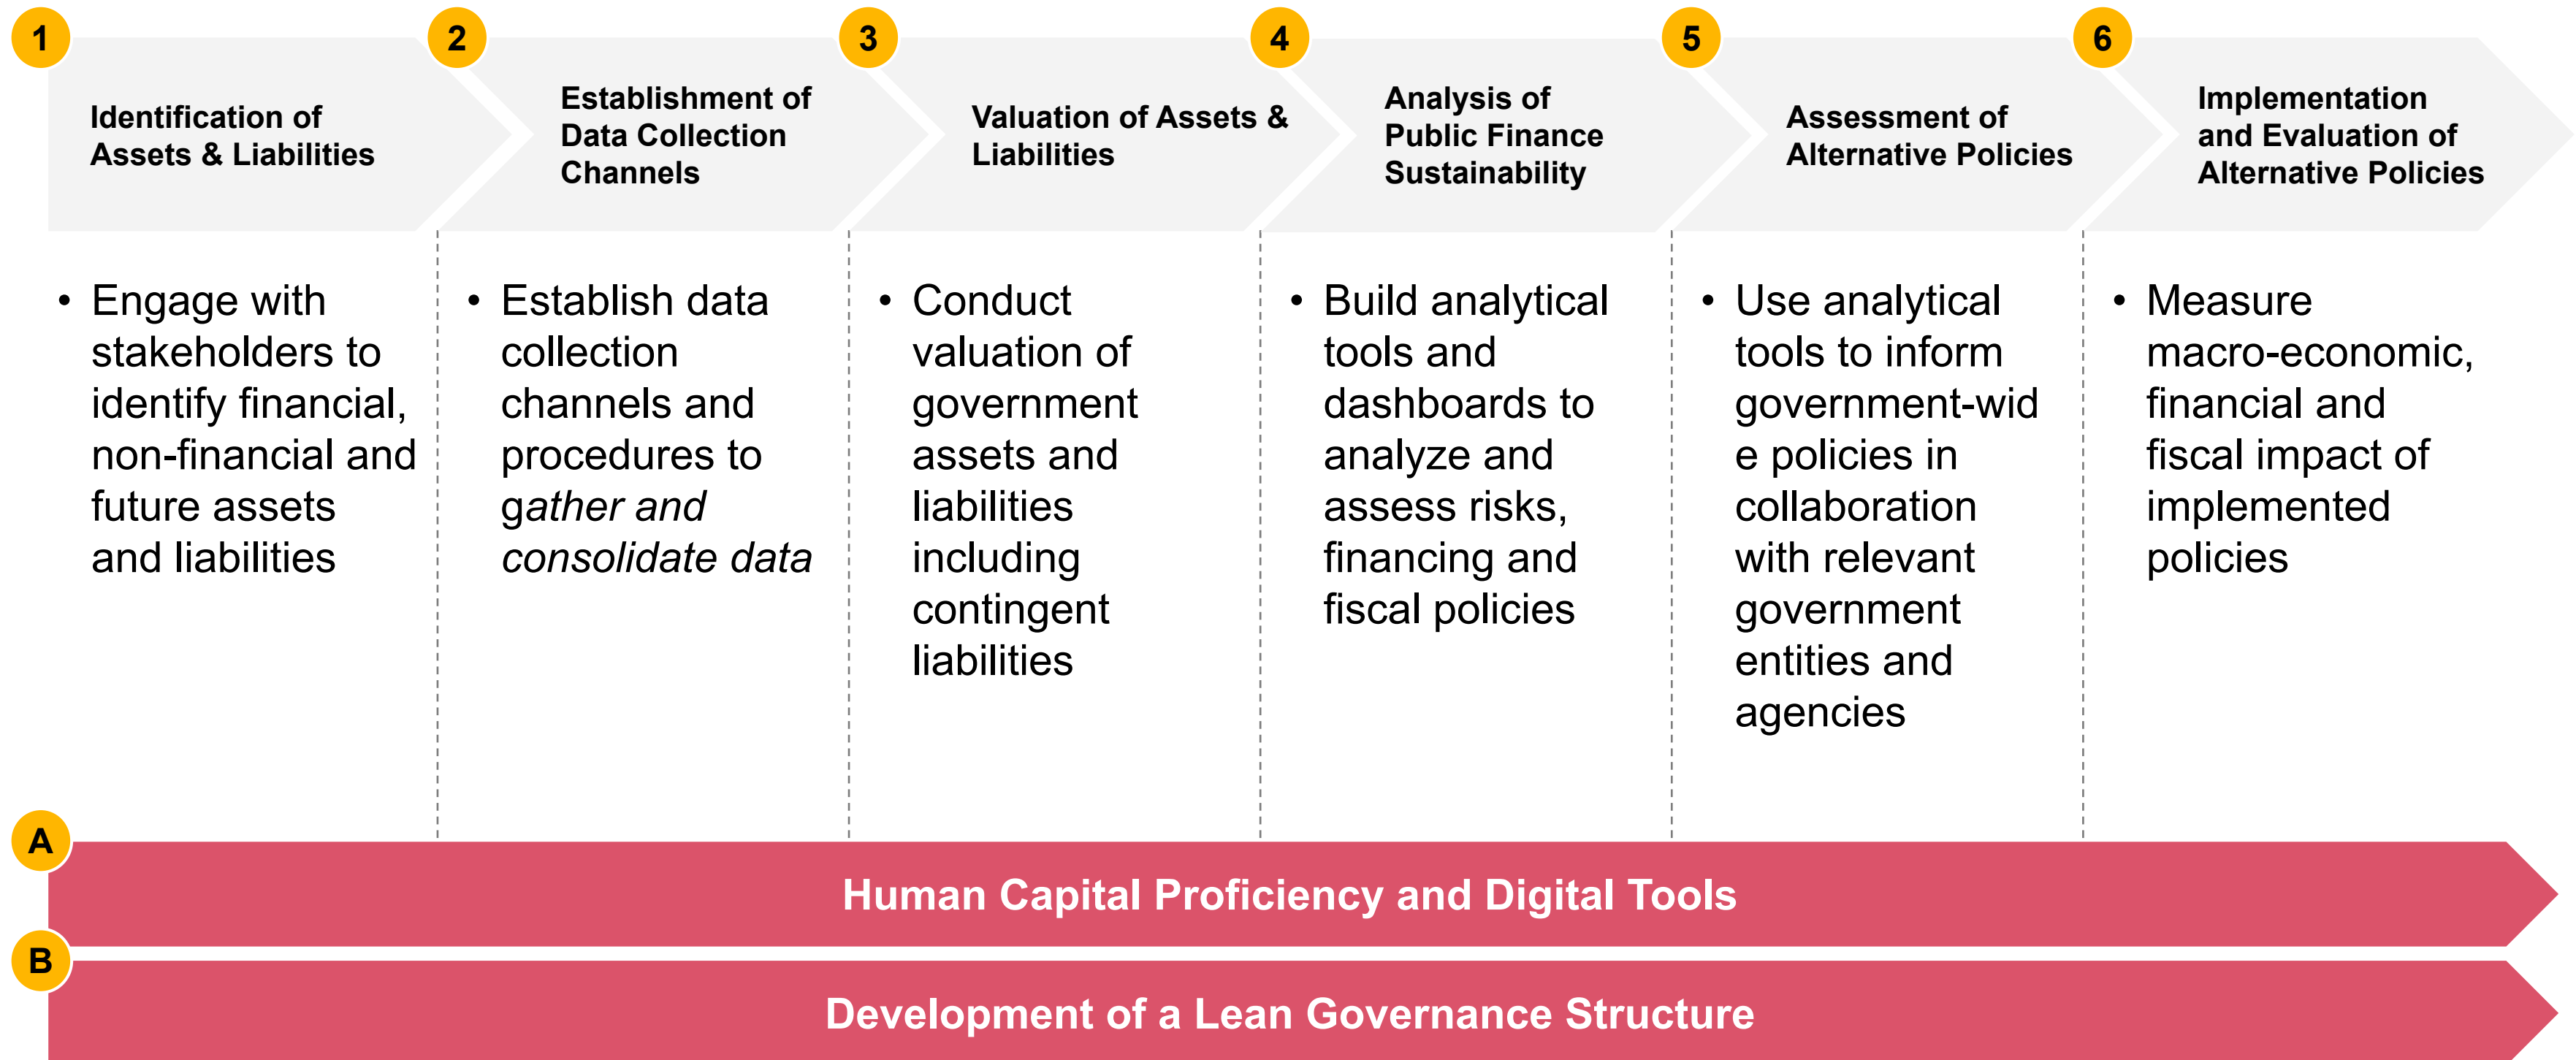 1
Identification of
Assets & Liabilities
2
Establishment of
Data Collection
Channels
3
Valuation of Assets &
Liabilities
4
Analysis of
Public Finance
Sustainability
5
Assessment of
Alternative Policies
6
Implementation
and Evaluation of
Alternative Policies
• Engage with
stakeholders to
identify financial,
non-financial and
future assets
and liabilities
• Establish data
collection
channels and
procedures to
gather and
consolidate data
• Conduct
valuation of
government
assets and
liabilities
including
contingent
liabilities
• Build analytical
tools and
dashboards to
analyze and
assess risks,
financing and
fiscal policies
• Use analytical
tools to inform
government-wid
e policies in
collaboration
with relevant
government
entities and
agencies
• Measure
macro-economic,
financial and
fiscal impact of
implemented
policies
A
Human Capital Proficiency and Digital Tools
B
Development of a Lean Governance Structure